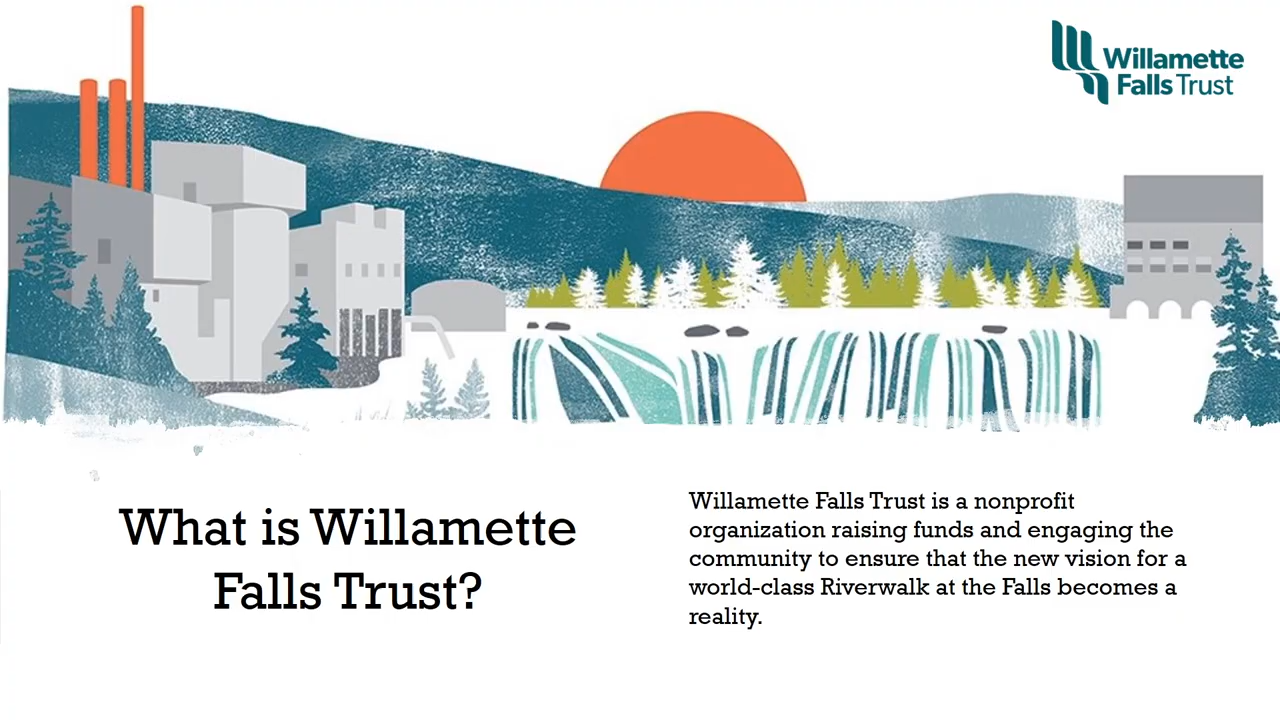 Willamette
Falls Trust
What is Willamette
Falls Trust?
Willamette Falls Trust is a nonprofit
organization raising funds and engaging the
community to ensure that the new vision for a
world-class Riverwalk at the Falls becomes a
reality.